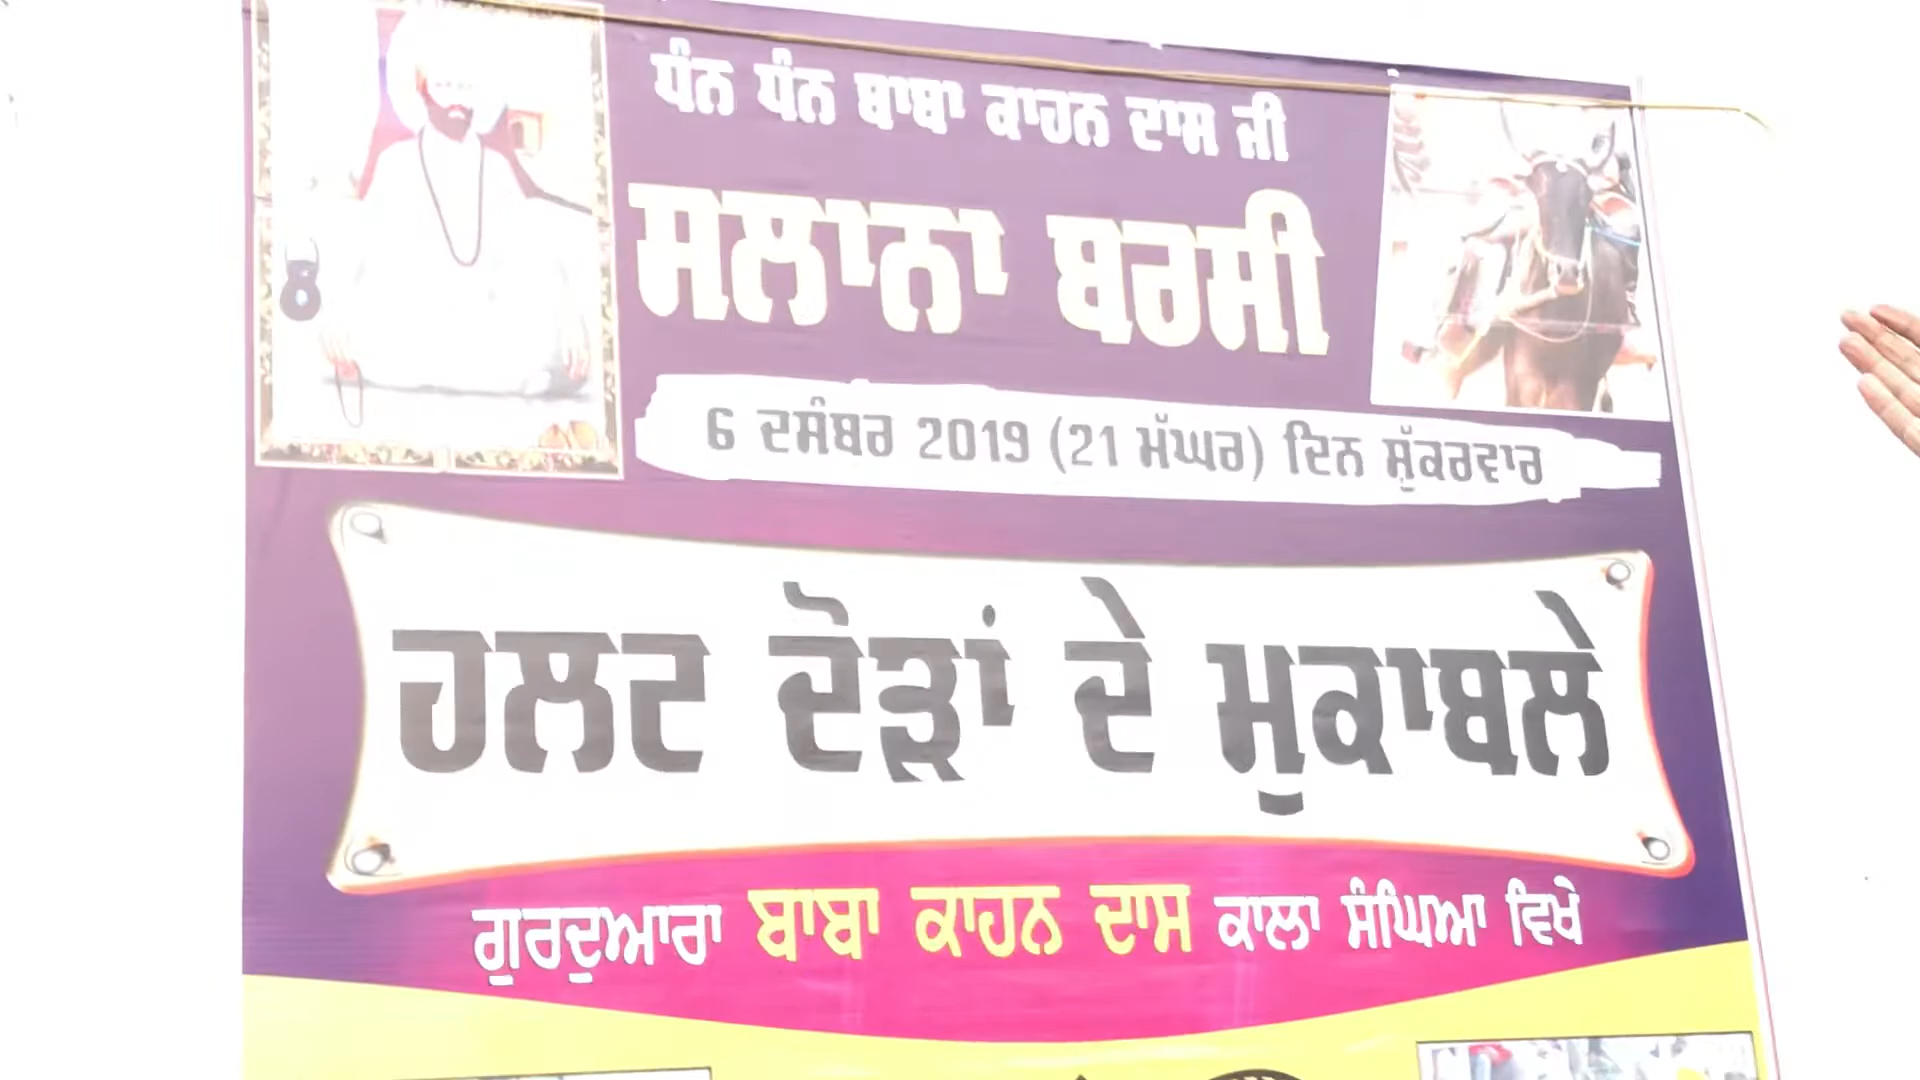 ਧੰਨ ਧੰਨ ਬਾਬਾ ਕਾਹਨ ਦਾਸ ਜੀ
ਸਲਾਨਾ ਬਰਸੀ
6 ਦਸੰਬਰ 2019 (21 ਮੱਘਰ) ਦਿਨ ਸ਼ੁੱਕਰਵਾਰ
ਹਲਟ ਦੋੜਾਂ ਦੇ ਮੁਕਾਬਲੇ
ਗੁਰਦੁਆਰਾ ਬਾਬਾ ਕਾਹਨ ਦਾਸ ਕਾਲਾ ਸੰਘਿਆ ਵਿਖੇ